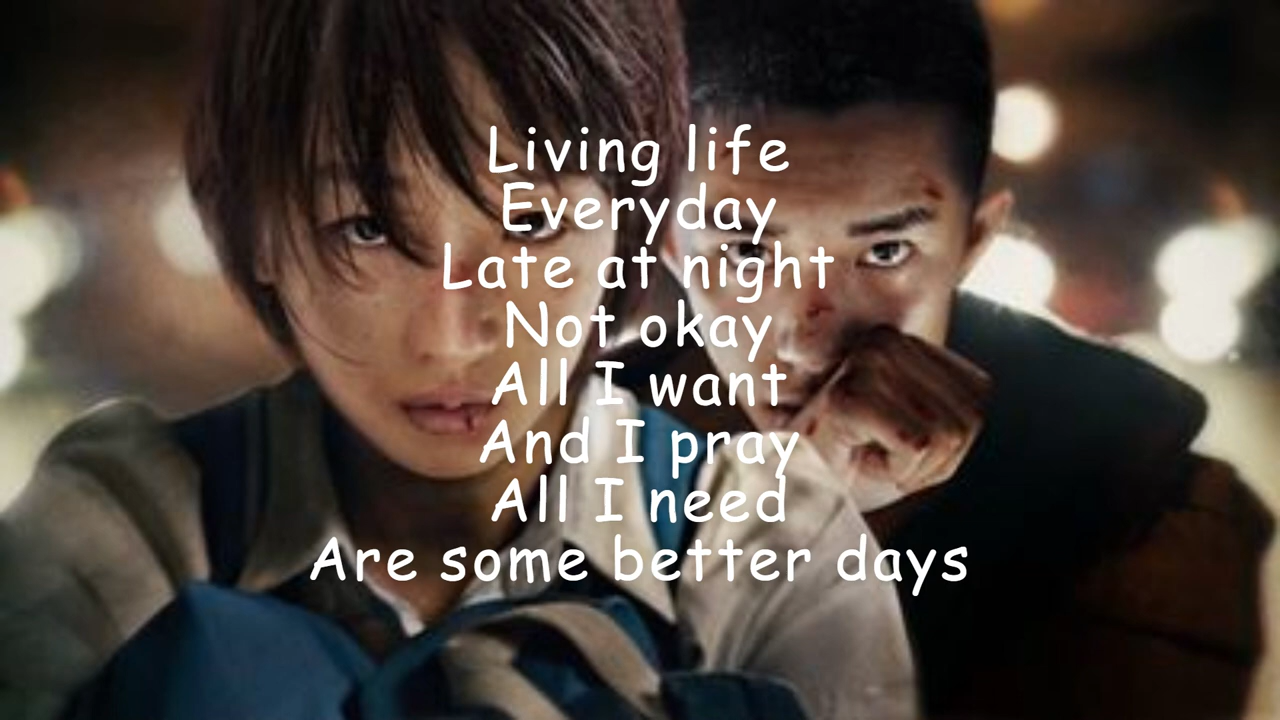 Living life
Everyday
Late at night
Not okay
All I want
And I pray
All I need
Are some better days